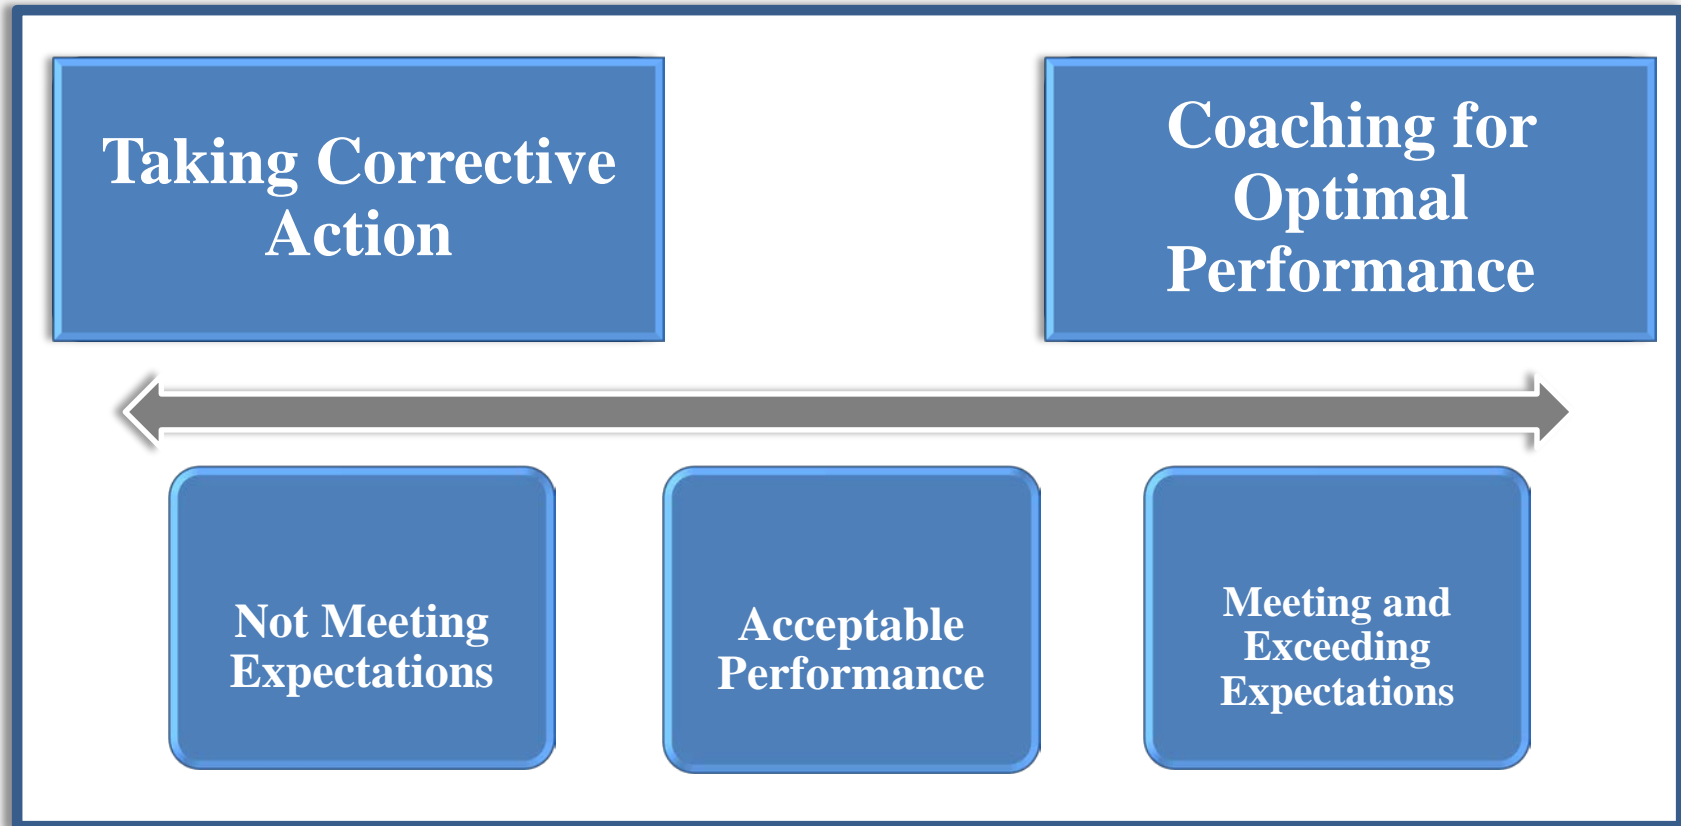 Taking Corrective
Action
Coaching for
Optimal
Performance
Not Meeting
Expectations
Acceptable
Performance
Meeting and
Exceeding
Expectations